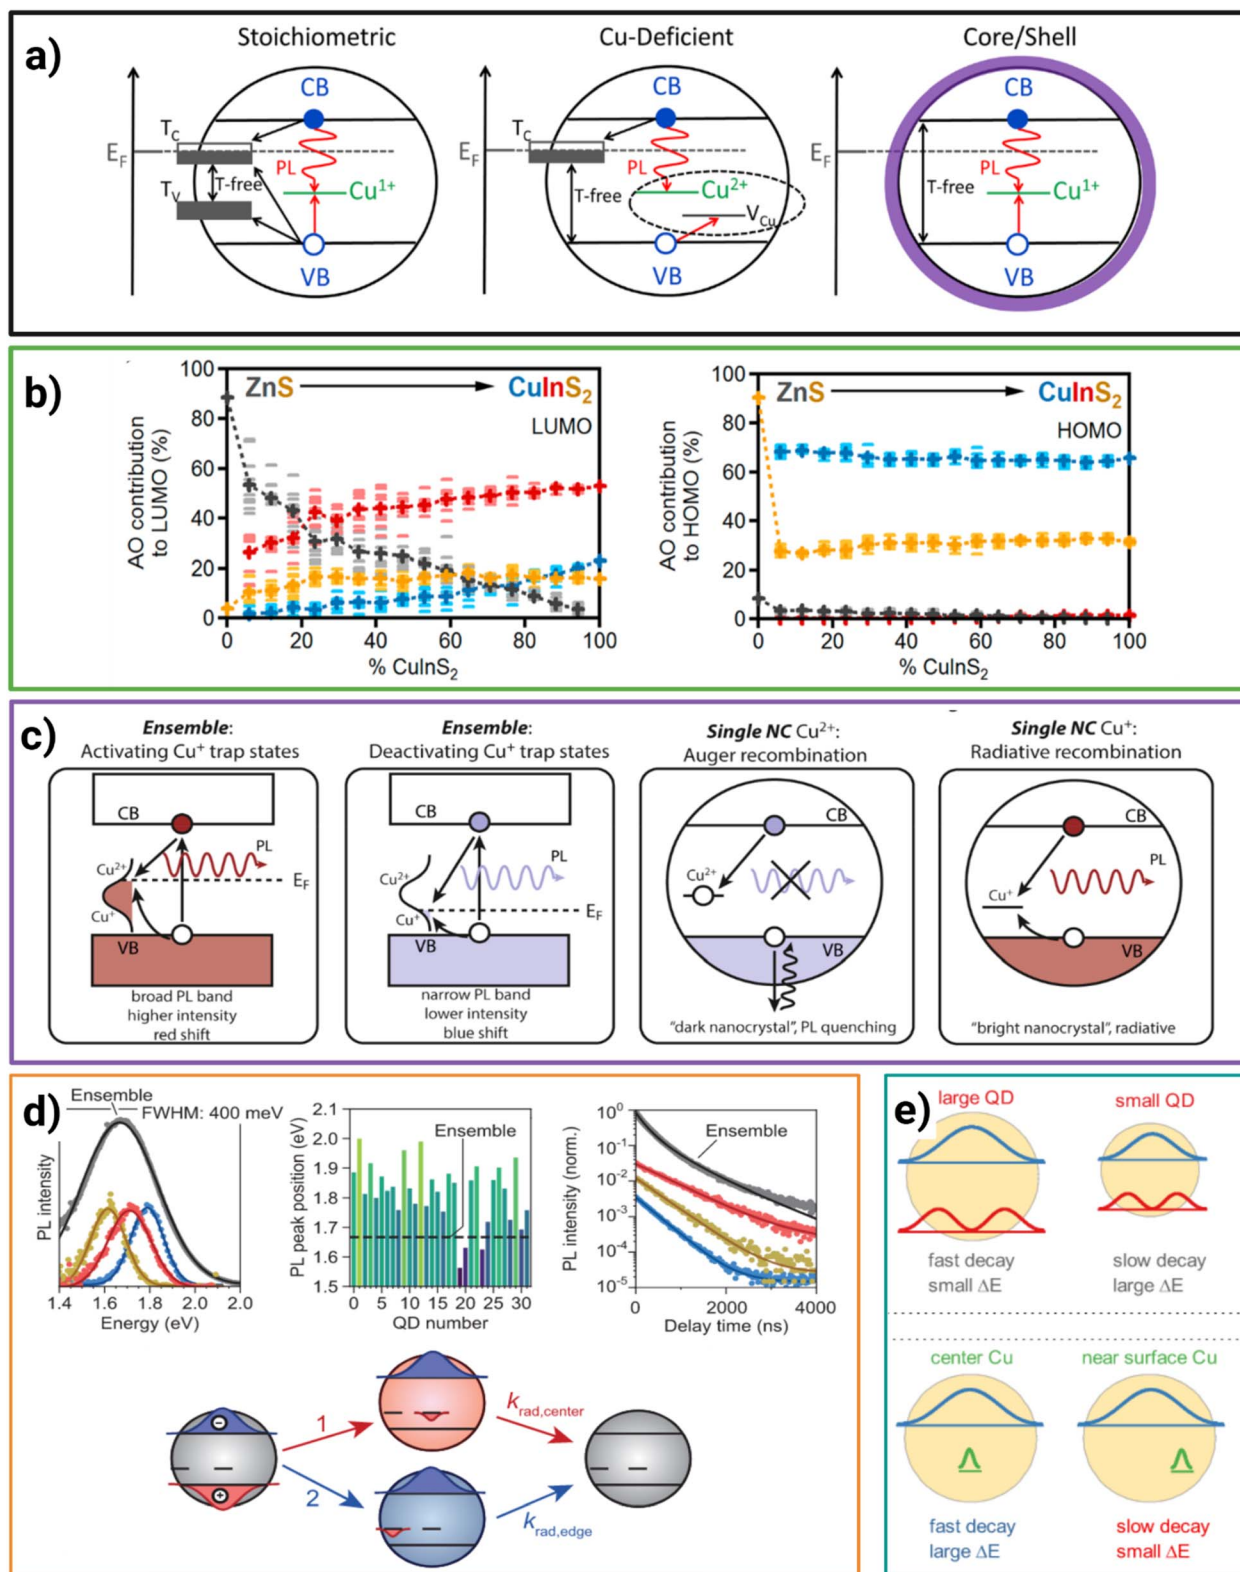 a)
Stoichiometric
Cu-Deficient
Core/Shell
CB
T_C
E_F
PL
T-free
T_V
Cu1+
VB
CB
T_C
E_F
PL
Cu2+
T-free
V_Cu
VB
CB
E_F
PL
T-free
Cu1+
VB
b)
100
80
60
40
20
0
AO contribution
to LUMO (%)
ZnS
CuInS2
LUMO
0 20 40 60 80 100
% CuInS2
100
80
60
40
20
0
AO contribution
to HOMO (%)
ZnS
CuInS2
HOMO
0 20 40 60 80 100
% CuInS2
c)
Ensemble:
Activating Cu+ trap states
CB
PL
Cu2+
E_F
Cu+
VB
broad PL band
higher intensity
red shift
Ensemble:
Deactivating Cu+ trap states
CB
PL
Cu2+
Cu+
E_F
VB
narrow PL band
lower intensity
blue shift
Single NC Cu2+:
Auger recombination
CB
Cu2+
VB
"dark nanocrystal", PL quenching
Single NC Cu+:
Radiative recombination
CB
PL
Cu+
VB
"bright nanocrystal", radiative
d)
Ensemble
FWHM: 400 meV
PL intensity
1.4 1.6 1.8 2.0
Energy (eV)
PL peak position (eV)
2.1
2.0
1.9
1.8
1.7
1.6
1.5
Ensemble
0 5 10 15 20 25 30
QD number
PL intensity (norm.)
10^0
10^-1
10^-2
10^-3
10^-4
10^-5
Ensemble
0 2000 4000
Delay time (ns)
−
+
1
2
k_rad,center
k_rad,edge
e)
large QD
small QD
fast decay
small ΔE
slow decay
large ΔE
center Cu
near surface Cu
fast decay
large ΔE
slow decay
small ΔE